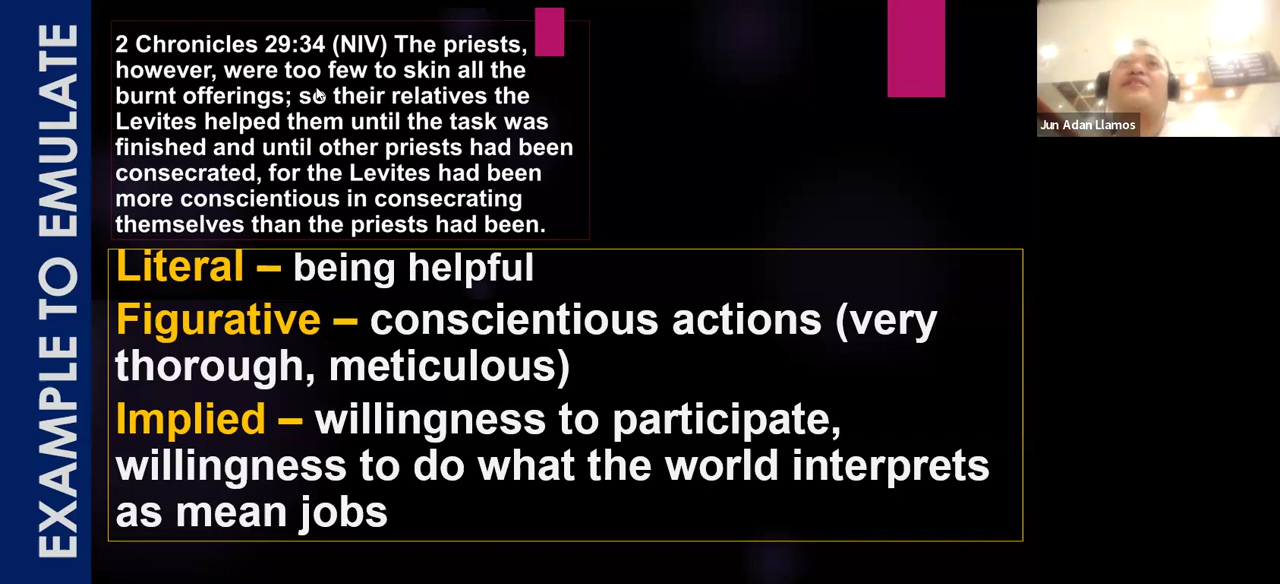 EXAMPLE TO EMULATE
2 Chronicles 29:34 (NIV) The priests,
however, were too few to skin all the
burnt offerings; so their relatives the
Levites helped them until the task was
finished and until other priests had been
consecrated, for the Levites had been
more conscientious in consecrating
themselves than the priests had been.
Literal – being helpful
Figurative – conscientious actions (very
thorough, meticulous)
Implied – willingness to participate,
willingness to do what the world interprets
as mean jobs
Jun Adan Llamos